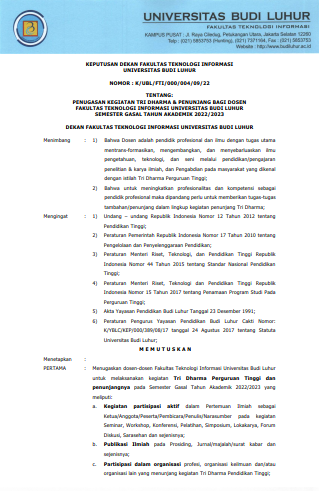 UNIVERSITAS BUDI LUHUR
FAKULTAS TEKNOLOGI INFORMASI
KAMPUS PUSAT : Jl. Raya Ciledug, Petukangan Utara, Jakarta Selatan 12260
Telp : (021) 5853753 (Hunting), (021) 7371164, Fax : (021) 5853753
Website : http://www.budiluhur.ac.id
KEPUTUSAN DEKAN FAKULTAS TEKNOLOGI INFORMASI
UNIVERSITAS BUDI LUHUR
NOMOR : K/UBL/FTI/000/004/09/22
TENTANG:
PENUGASAN KEGIATAN TRI DHARMA & PENUNJANG BAGI DOSEN
FAKULTAS TEKNOLOGI INFORMASI UNIVERSITAS BUDI LUHUR
SEMESTER GASAL TAHUN AKADEMIK 2022/2023
DEKAN FAKULTAS TEKNOLOGI INFORMASI UNIVERSITAS BUDI LUHUR
Menimbang : 1) Bahwa Dosen adalah pendidik profesional dan ilmu dengan tugas utama
mentrans-formasikan, mengembangkan, dan menyebarluaskan ilmu
pengetahuan, teknologi, dan seni melalui pendidikan/pengajaran
penelitian & karya ilmiah, dan Pengabdian pada masyarakat yang dikenal
dengan istilah Tri Dharma Perguruan Tinggi;
2) Bahwa untuk meningkatkan profesionalitas dan kompetensi sebagai
pendidik profesional maka dipandang perlu untuk memberikan tugas-tugas
tambahan/penunjang dalam lingkup kegiatan penunjang Tri Dharma;
Mengingat : 1) Undang – undang Republik Indonesia Nomor 12 Tahun 2012 tentang
Pendidikan Tinggi;
2) Peraturan Pemerintah Republik Indonesia Nomor 17 Tahun 2010 tentang
Pengelolaan dan Penyelenggaraan Pendidikan;
3) Peraturan Menteri Riset, Teknologi, dan Pendidikan Tinggi Republik
Indonesia Nomor 44 Tahun 2015 tentang Standar Nasional Pendidikan
Tinggi;
4) Peraturan Menteri Riset, Teknologi, dan Pendidikan Tinggi Republik
Indonesia Nomor 15 Tahun 2017 tentang Penamaan Program Studi Pada
Perguruan Tinggi;
5) Akta Yayasan Pendidikan Budi Luhur Tanggal 23 Desember 1991;
6) Peraturan Pengurus Yayasan Pendidikan Budi Luhur Cakti Nomor:
K/YBLC/KEP/000/389/08/17 tanggal 24 Agustus 2017 tentang Statuta
Universitas Budi Luhur;
M E M U T U S K A N
Menetapkan :
PERTAMA : Menugaskan dosen-dosen Fakultas Teknologi Informasi Universitas Budi Luhur
untuk melaksanakan kegiatan Tri Dharma Perguruan Tinggi dan
penunjangnya pada Semester Gasal Tahun Akademik 2022/2023 yang
meliputi:
a. Kegiatan partisipasi aktif dalam Pertemuan Ilmiah sebagai
Ketua/Anggota/Peserta/Pembicara/Penulis/Narasumber pada kegiatan
Seminar, Workshop, Konferensi, Pelatihan, Simposium, Lokakarya, Forum
Diskusi, Sarasehan dan sejenisnya;
b. Publikasi Ilmiah pada Prosiding, Jurnal/majalah/surat kabar dan
sejenisnya;
c. Partisipasi dalam organisasi profesi, organisasi keilmuan dan/atau
organisasi lain yang menunjang kegiatan Tri Dharma Pendidikan Tinggi;